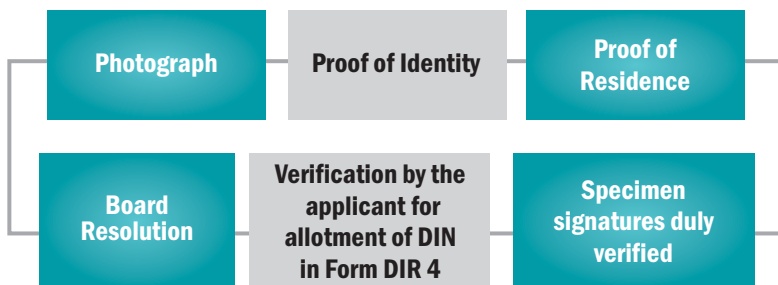 Photograph
Proof of Identity
Proof of
Residence
Board
Resolution
Verification by the
applicant for
allotment of DIN
in Form DIR 4
Specimen
signatures duly
verified